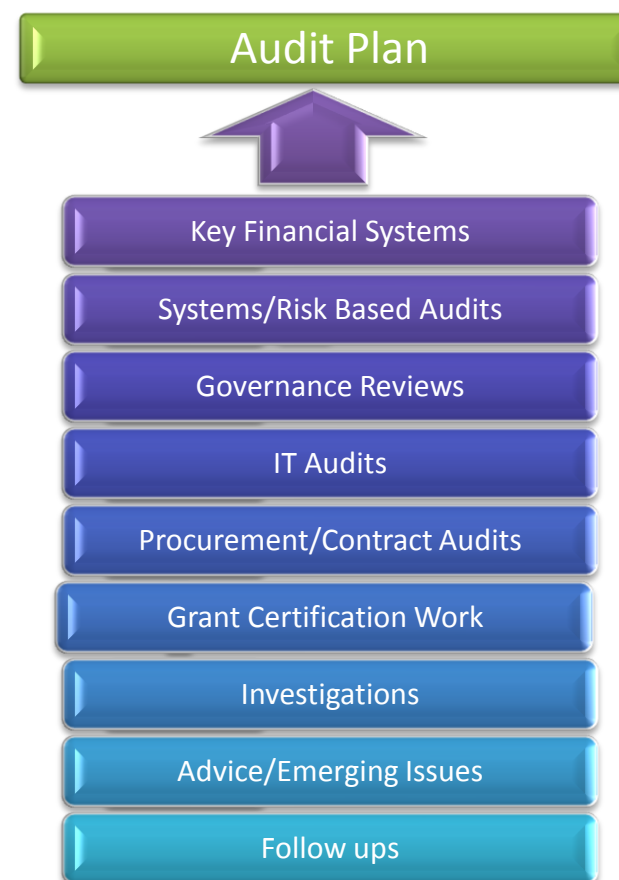 Audit Plan
Key Financial Systems
Systems/Risk Based Audits
Governance Reviews
IT Audits
Procurement/Contract Audits
Grant Certification Work
Investigations
Advice/Emerging Issues
Follow ups